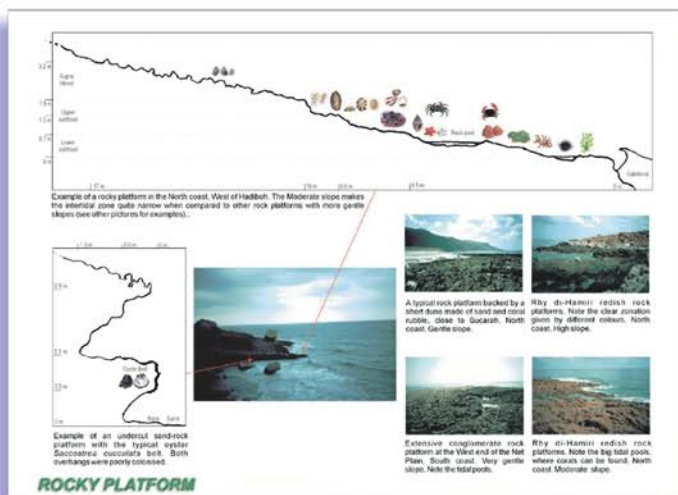 Supra
littoral
Upper
eulittoral
Lower
eulittoral
0 m
Rock pool
0 m
Example of a rocky platform in the North coast, West of Hadiboh. The Moderate slope makes
the intertidal zone quite narrow when compared to other rock platforms with more gentle
slopes (see other pictures for examples)..
Oyster Belt
Rock Sand
Example of an undercut sand-rock
platform with the typical oyster
Saccostrea cucculata belt. Both
overhangs were poorly colonised.
A typical rock platform backed by a
short dune made of sand and coral
rubble, close to Gucarah. North
coast. Gentle slope.
Rhy di-Hamiri redish rock
platforms. Note the clear zonation
given by different colours. North
coast. High slope.
Extensive conglomerate rock
platform at the West end of the Net
Plain, South coast. Very gentle
slope. Note the tidal pools.
Rhy di-Hamiri redish rock
platforms. Note the big tidal pools,
where corals can be found. North
coast. Moderate slope.
ROCKY PLATFORM